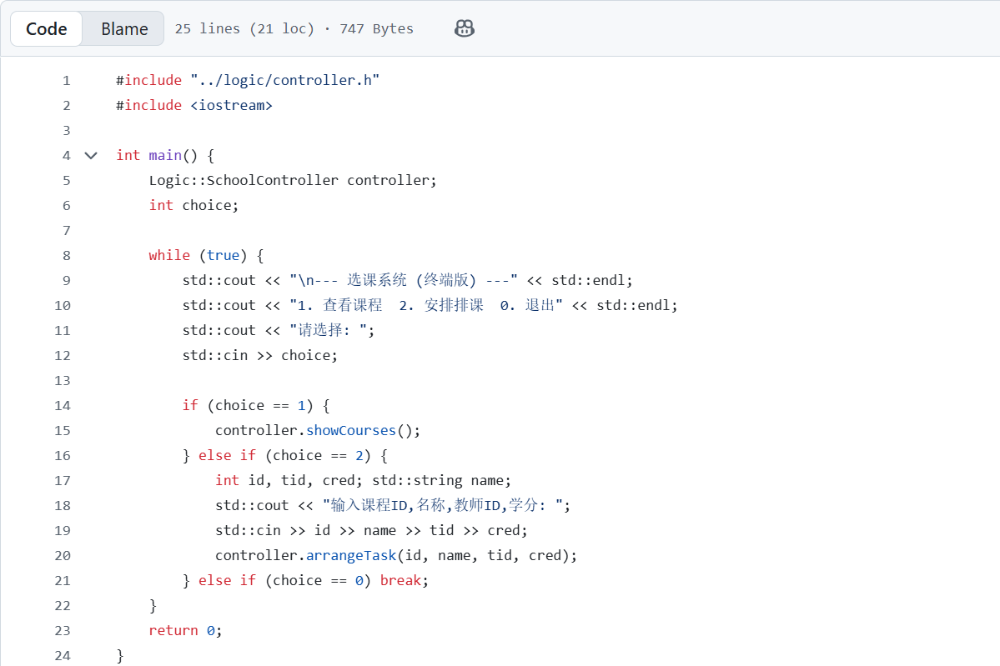 Code Blame 25 lines (21 loc) · 747 Bytes
1 #include "../logic/controller.h"
2 #include <iostream>
3
4 int main() {
5     Logic::SchoolController controller;
6     int choice;
7
8     while (true) {
9         std::cout << "\n--- 选课系统 (终端版) ---" << std::endl;
10         std::cout << "1. 查看课程  2. 安排排课  0. 退出" << std::endl;
11         std::cout << "请选择: ";
12         std::cin >> choice;
13
14         if (choice == 1) {
15             controller.showCourses();
16         } else if (choice == 2) {
17             int id, tid, cred; std::string name;
18             std::cout << "输入课程ID,名称,教师ID,学分: ";
19             std::cin >> id >> name >> tid >> cred;
20             controller.arrangeTask(id, name, tid, cred);
21         } else if (choice == 0) break;
22     }
23     return 0;
24 }